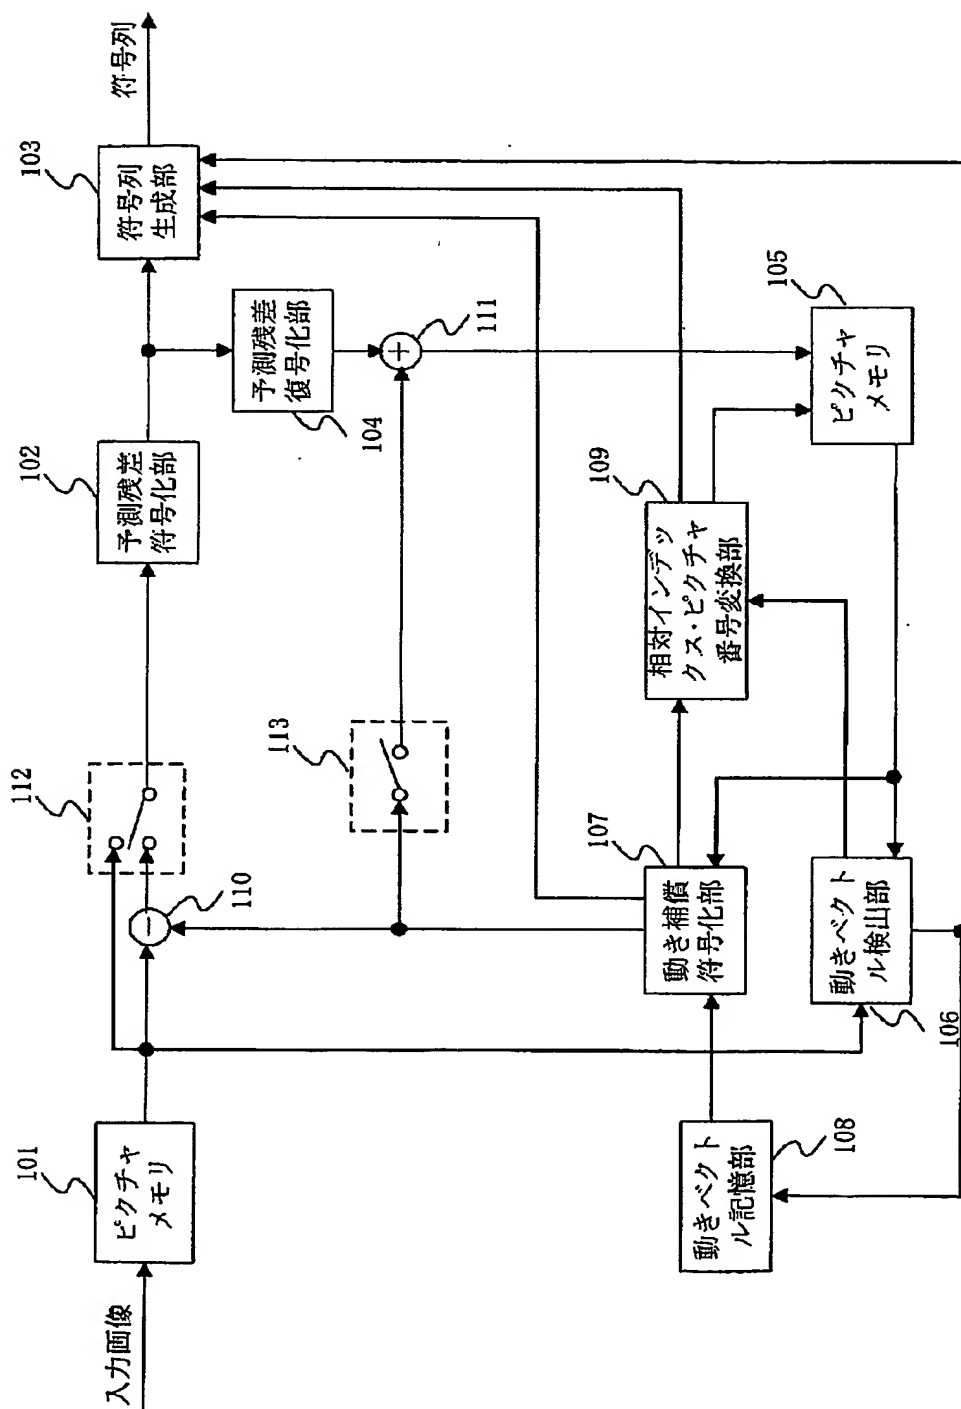 入力画像
101
ピクチャ
メモリ
110
112
102
予測残差
符号化部
103
符号列
生成部
符号列
予測残差
復号化部
104
111
113
107
動き補償
符号化部
109
相対インデッ
クス・ピクチャ
番号変換部
105
ピクチャ
メモリ
動きベクト
ル検出部
106
動きベクト
ル記憶部
108